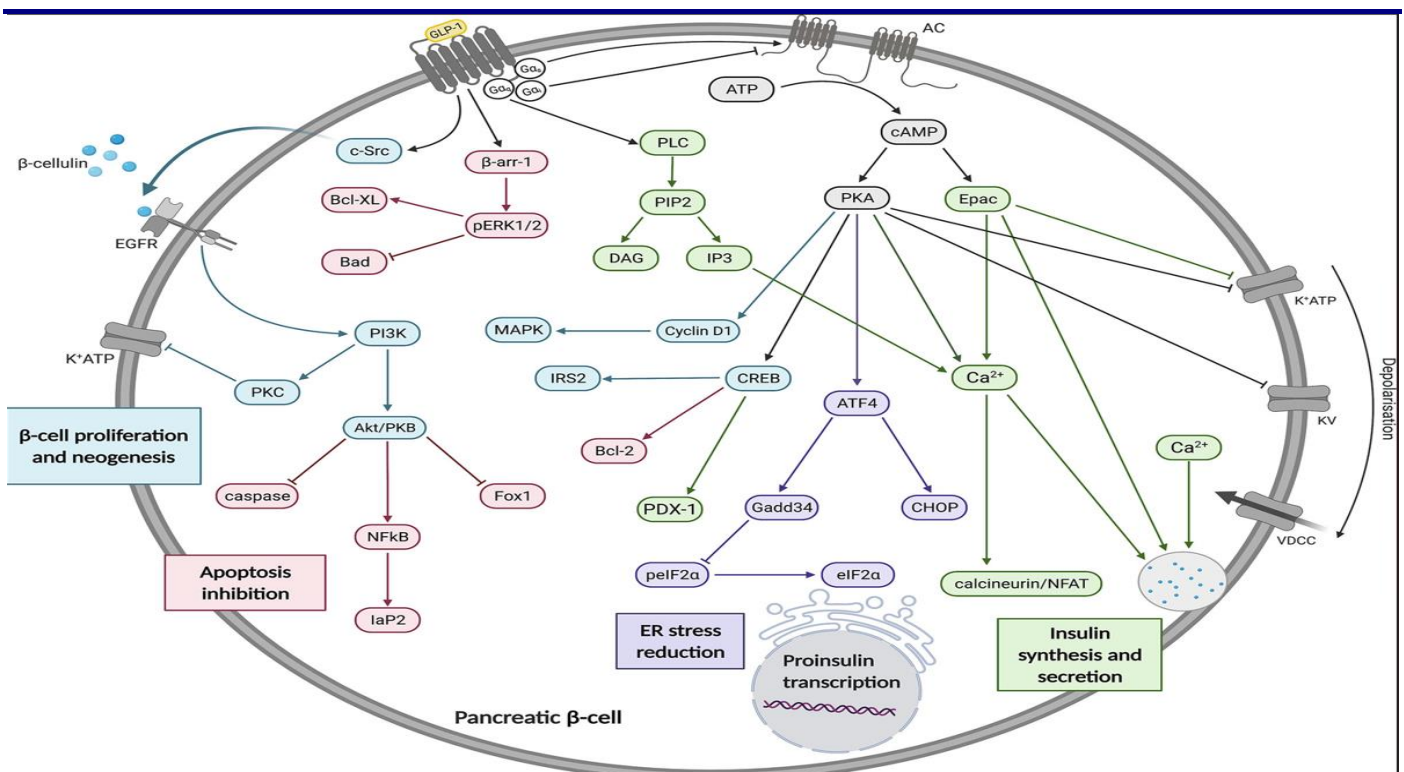 GLP-1
Gαs
Gαq
Gαi
AC
ATP
cAMP
β-cellulin
c-Src
β-arr-1
PLC
Bcl-XL
PIP2
PKA
Epac
pERK1/2
EGFR
Bad
DAG
IP3
K⁺ATP
K⁺ATP
PI3K
MAPK
Cyclin D1
PKC
IRS2
CREB
Ca²⁺
ATF4
KV
Depolarisation
β-cell proliferation
and neogenesis
Akt/PKB
Bcl-2
Ca²⁺
caspase
Fox1
PDX-1
Gadd34
CHOP
NFkB
VDCC
Apoptosis
inhibition
peIF2α
eIF2α
calcineurin/NFAT
IaP2
ER stress
reduction
Insulin
synthesis and
secretion
Proinsulin
transcription
Pancreatic β-cell